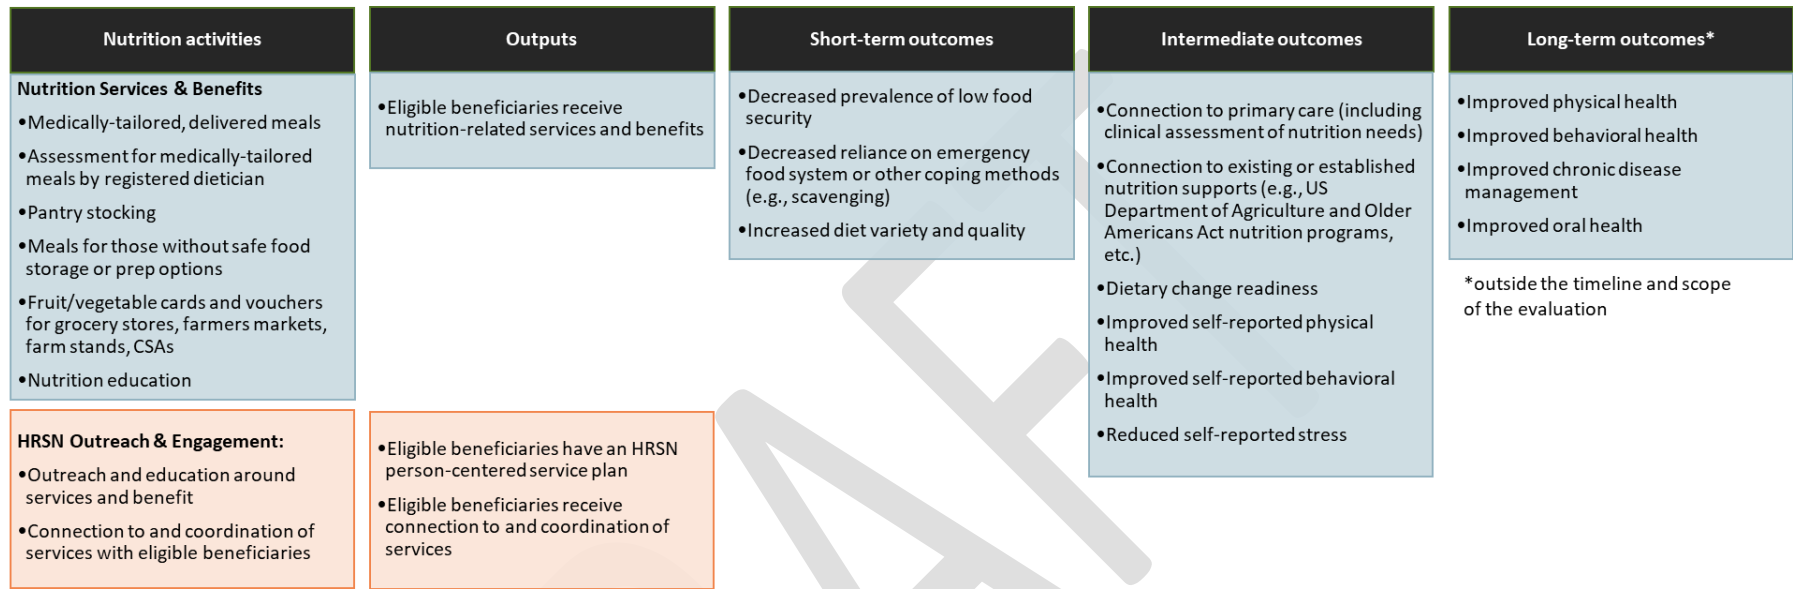 Nutrition activities
Nutrition Services & Benefits
•Medically-tailored, delivered meals
•Assessment for medically-tailored
meals by registered dietician
•Pantry stocking
•Meals for those without safe food
storage or prep options
•Fruit/vegetable cards and vouchers
for grocery stores, farmers markets,
farm stands, CSAs
•Nutrition education
HRSN Outreach & Engagement:
•Outreach and education around
services and benefit
•Connection to and coordination of
services with eligible beneficiaries
Outputs
•Eligible beneficiaries receive
nutrition-related services and benefits
•Eligible beneficiaries have an HRSN
person-centered service plan
•Eligible beneficiaries receive
connection to and coordination of
services
Short-term outcomes
•Decreased prevalence of low food
security
•Decreased reliance on emergency
food system or other coping methods
(e.g., scavenging)
•Increased diet variety and quality
Intermediate outcomes
•Connection to primary care (including
clinical assessment of nutrition needs)
•Connection to existing or established
nutrition supports (e.g., US
Department of Agriculture and Older
Americans Act nutrition programs,
etc.)
•Dietary change readiness
•Improved self-reported physical
health
•Improved self-reported behavioral
health
•Reduced self-reported stress
Long-term outcomes*
•Improved physical health
•Improved behavioral health
•Improved chronic disease
management
•Improved oral health
*outside the timeline and scope
of the evaluation